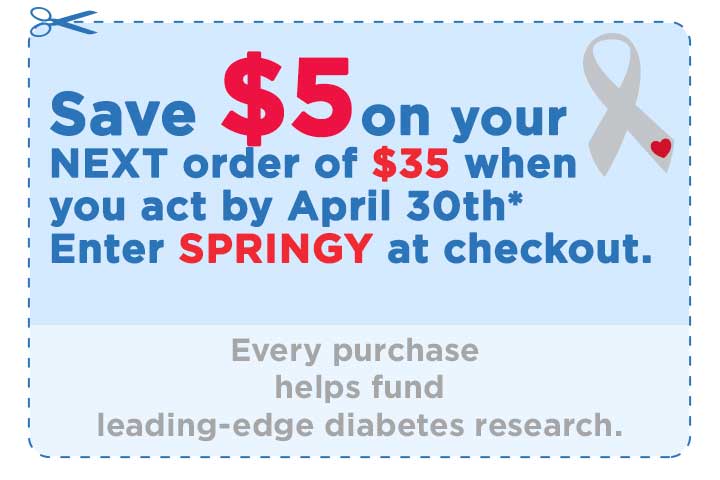 Save $5 on your
NEXT order of $35 when
you act by April 30th*
Enter SPRINGY at checkout.
Every purchase
helps fund
leading-edge diabetes research.